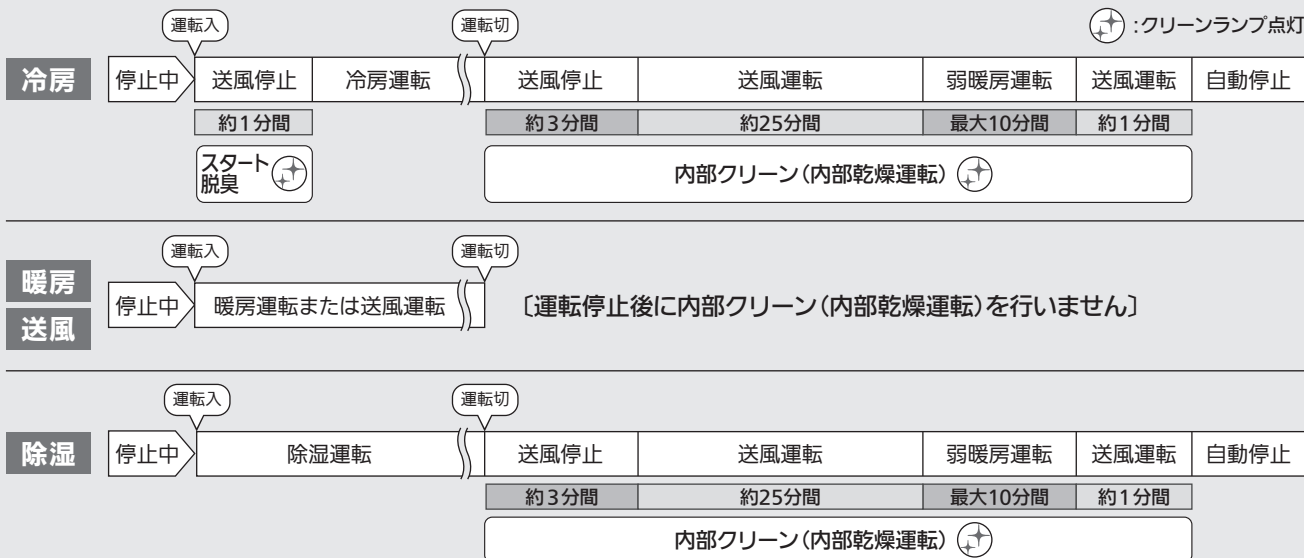 運転入 運転切 :クリーンランプ点灯
冷房 停止中 送風停止 冷房運転 送風停止 送風運転 弱暖房運転 送風運転 自動停止
約1分間 約3分間 約25分間 最大10分間 約1分間
スタート
脱臭
内部クリーン(内部乾燥運転)
運転入 運転切
暖房
送風
停止中 暖房運転または送風運転 〔運転停止後に内部クリーン(内部乾燥運転)を行いません〕
運転入 運転切
除湿 停止中 除湿運転 送風停止 送風運転 弱暖房運転 送風運転 自動停止
約3分間 約25分間 最大10分間 約1分間
内部クリーン(内部乾燥運転)